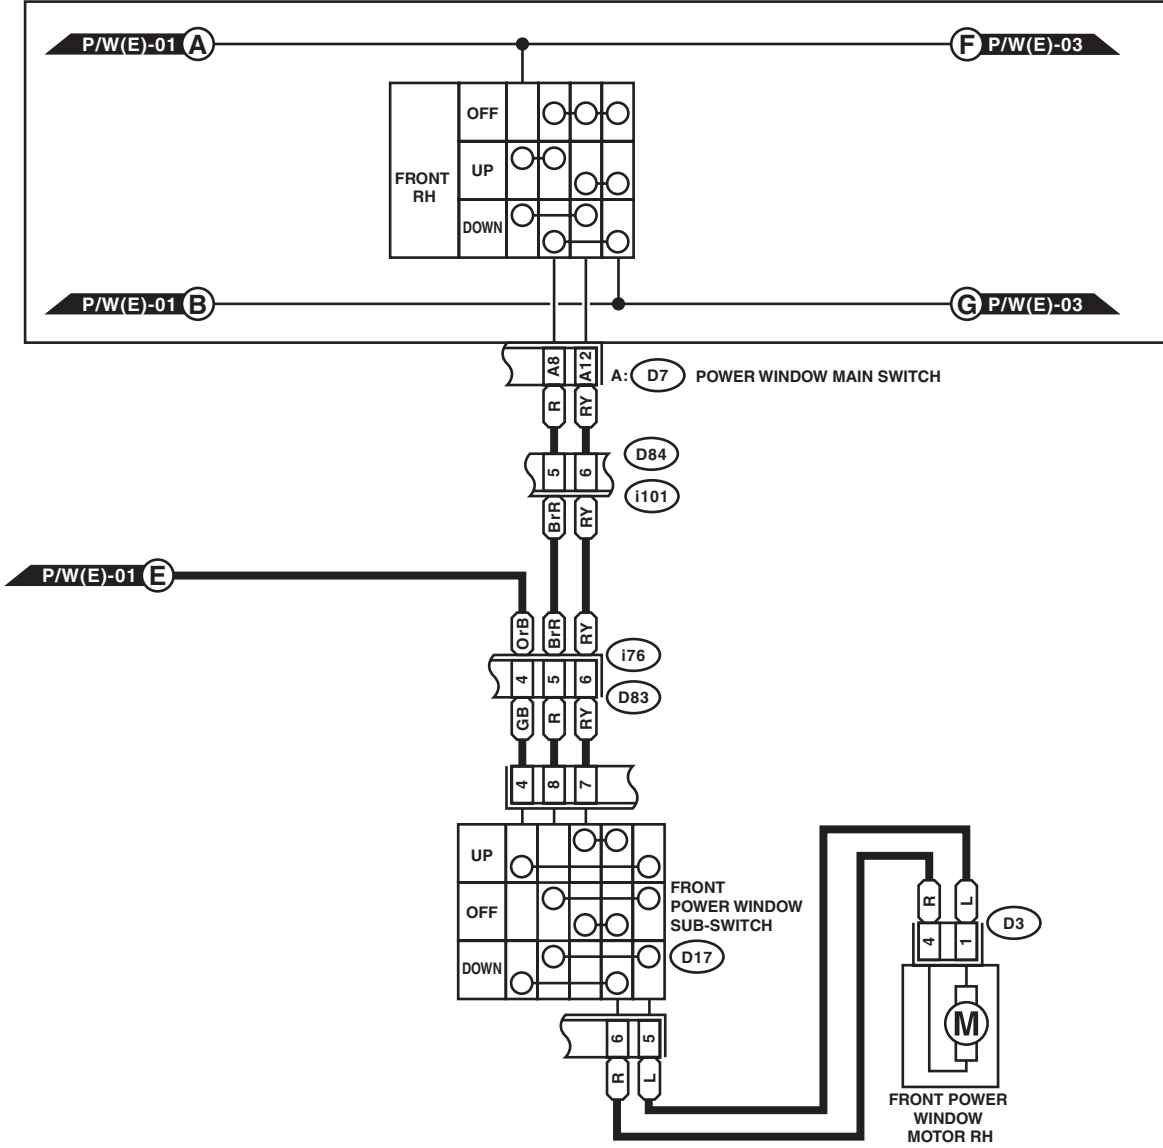 P/W(E)-01 A
F P/W(E)-03
FRONT
RH
OFF
UP
DOWN
P/W(E)-01 B
G P/W(E)-03
A8 A12
A: D7 POWER WINDOW MAIN SWITCH
R RY
D84
5 6
i101
BrR RY
P/W(E)-01 E
OrB BrR RY
i76
4 5 6
D83
GB R RY
4 8 7
UP
OFF
DOWN
FRONT
POWER WINDOW
SUB-SWITCH
D17
6 5
R L
R L
4 1
D3
M
FRONT POWER
WINDOW
MOTOR RH